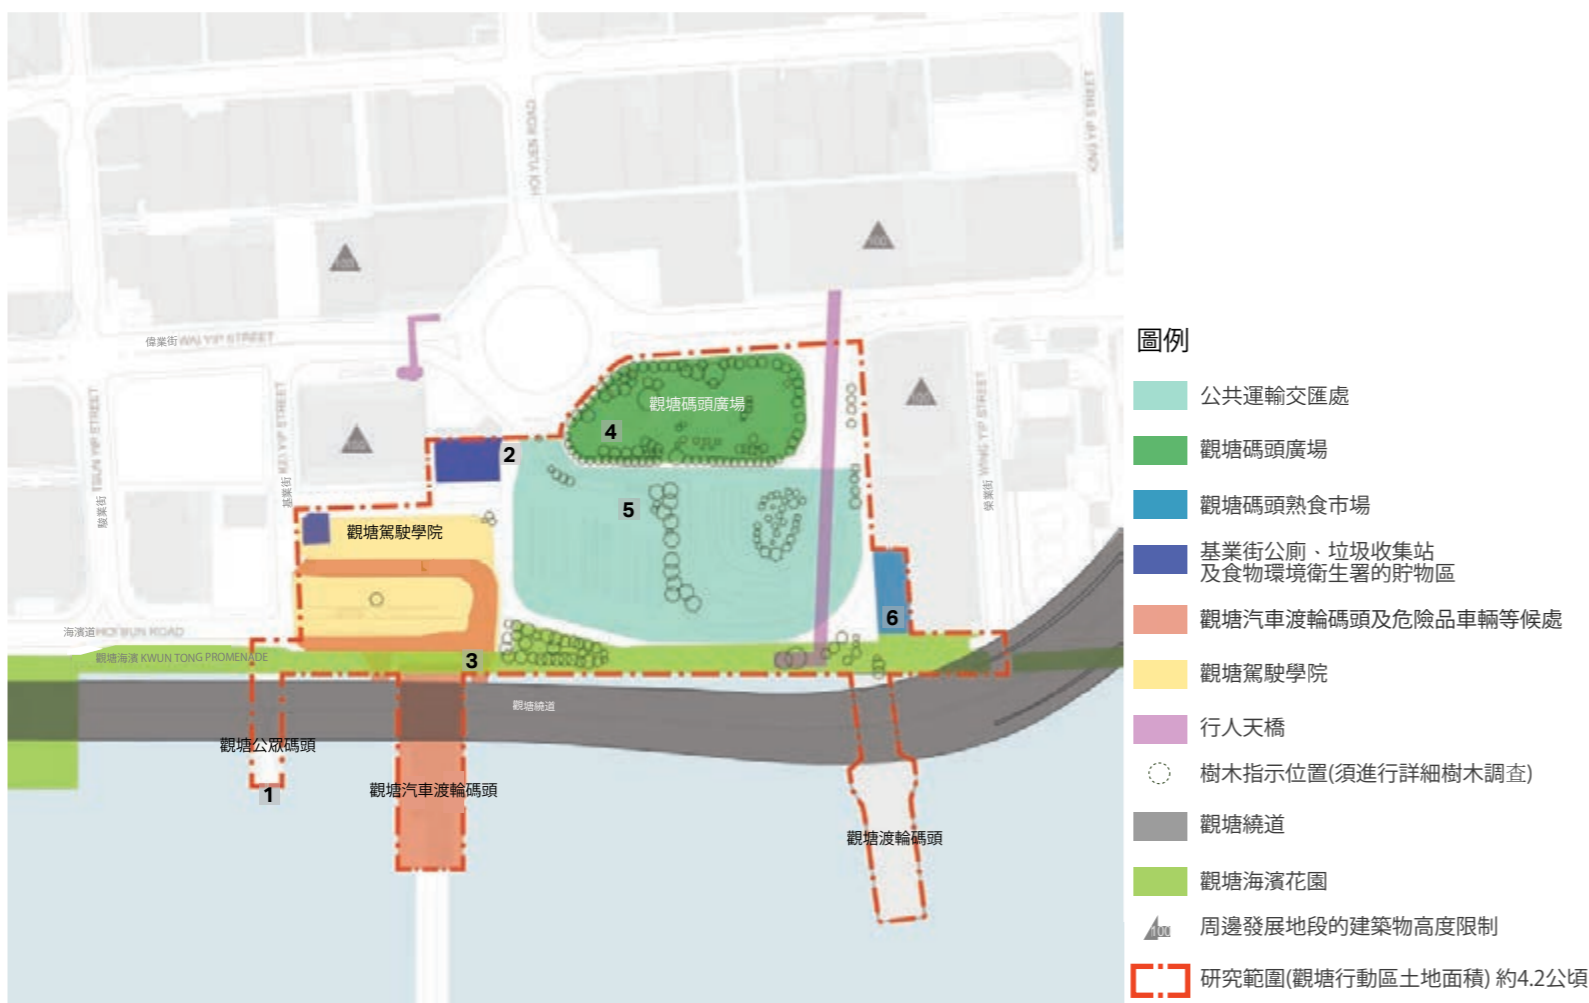 HOI YUEN ROAD
KING YIP STREET
100
100
偉業街 WAI YIP STREET
觀塘碼頭廣場
4
100
100
駿業街 TSUN YIP STREET
基業街 KEI YIP STREET
榮業街 WING YIP STREET
2
5
觀塘駕駛學院
6
海濱道 HOI BUN ROAD
觀塘海濱 KWUN TONG PROMENADE
3
觀塘繞道
觀塘公眾碼頭
1
觀塘汽車渡輪碼頭
觀塘渡輪碼頭
圖例
公共運輸交匯處
觀塘碼頭廣場
觀塘碼頭熟食市場
基業街公廁、垃圾收集站
及食物環境衛生署的貯物區
觀塘汽車渡輪碼頭及危險品車輛等候處
觀塘駕駛學院
行人天橋
樹木指示位置(須進行詳細樹木調查)
觀塘繞道
觀塘海濱花園
100 周邊發展地段的建築物高度限制
研究範圍(觀塘行動區土地面積) 約4.2公頃